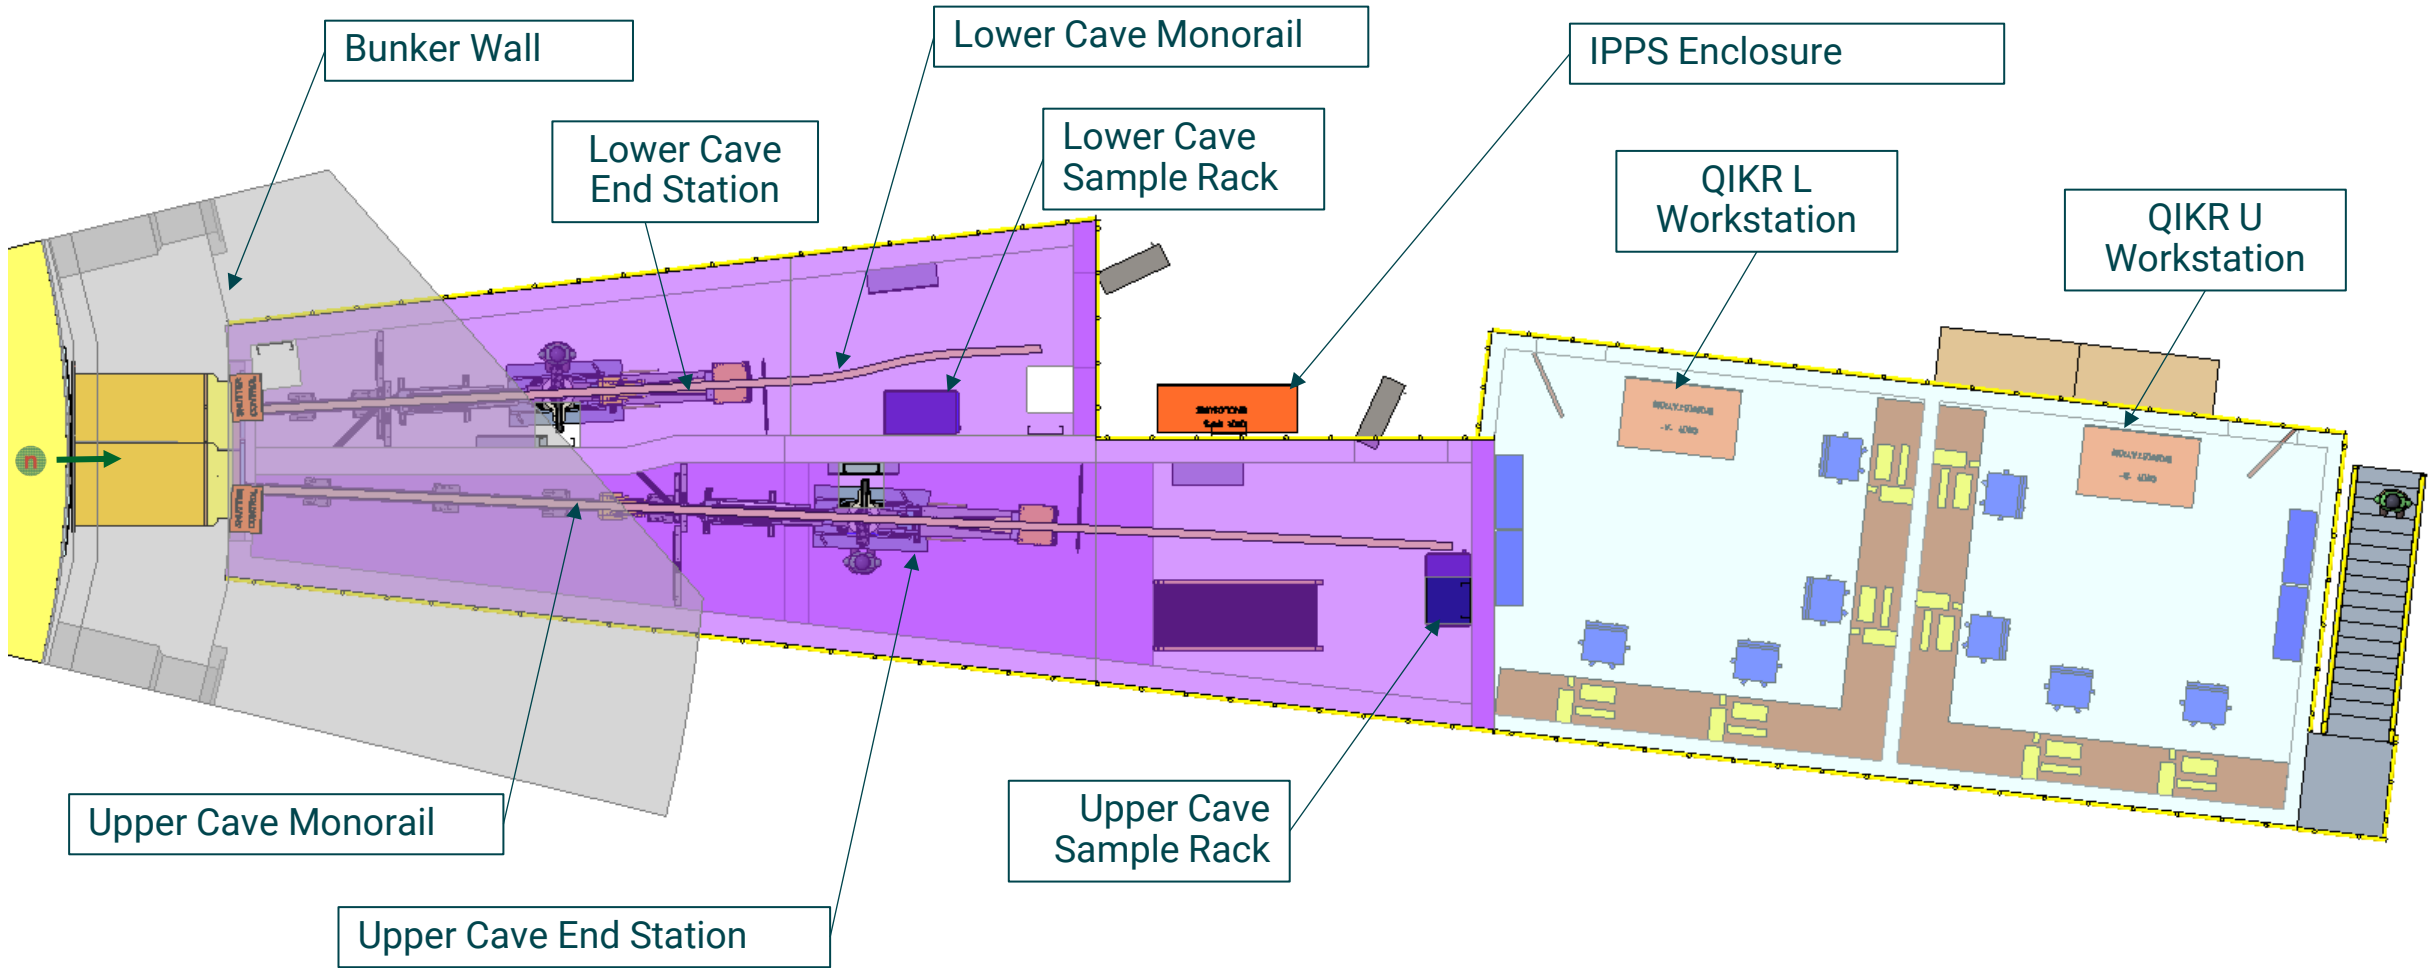 Bunker Wall
Lower Cave Monorail
IPPS Enclosure
Lower Cave
End Station
Lower Cave
Sample Rack
QIKR L
Workstation
QIKR U
Workstation
n
Upper Cave Monorail
Upper Cave
Sample Rack
Upper Cave End Station